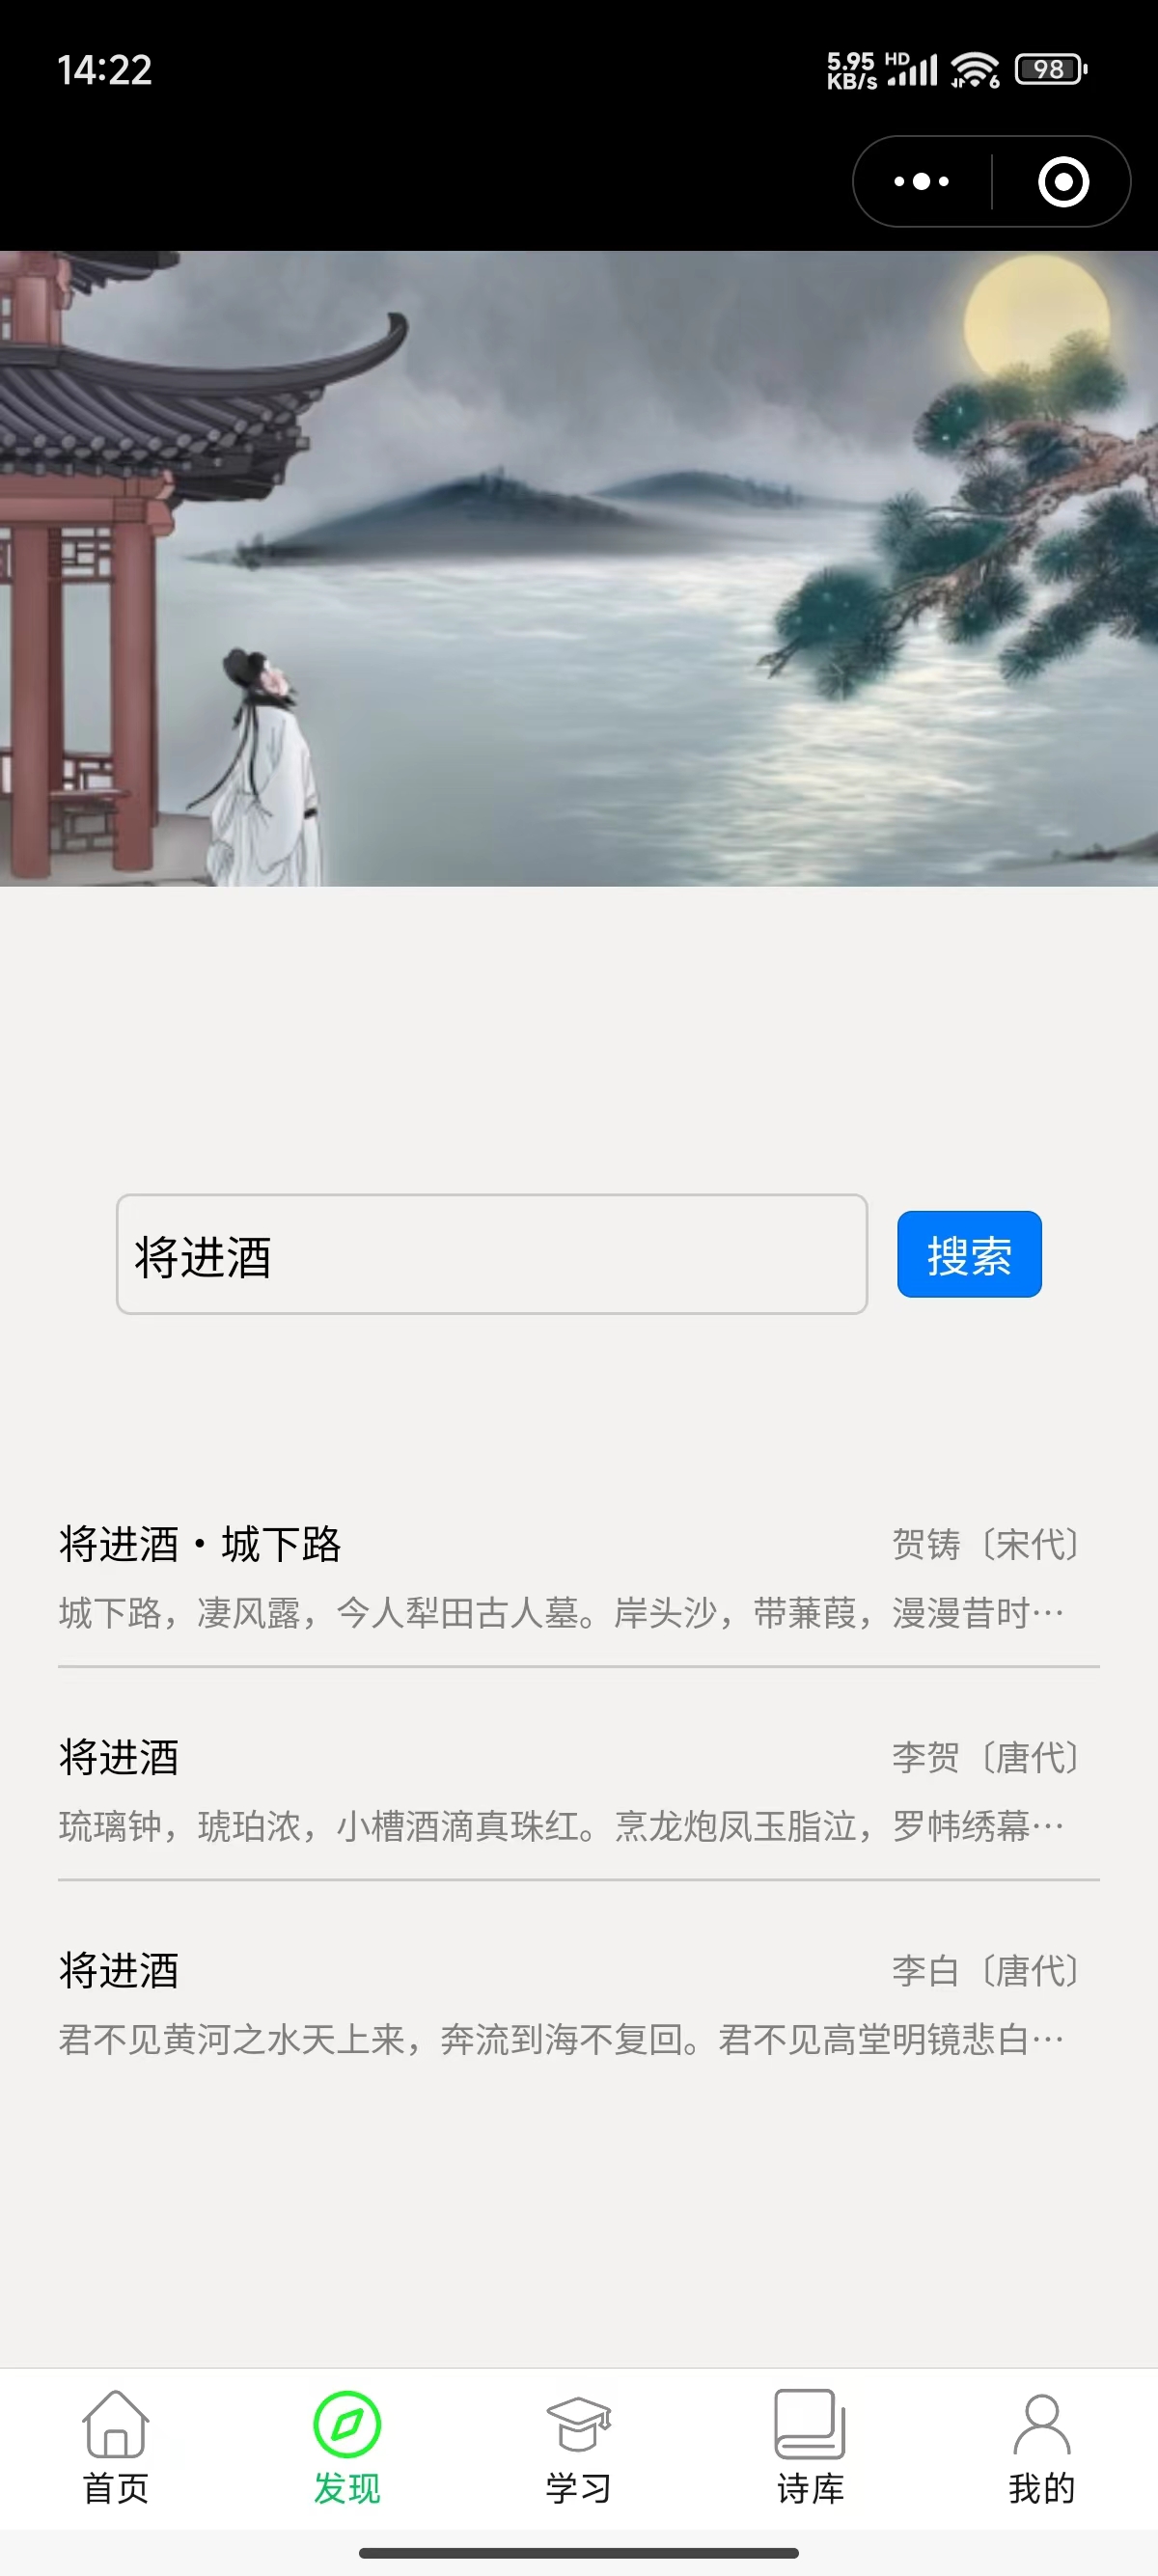 14:22
5.95 KB/s HD 6 98
将进酒
搜索
将进酒·城下路 贺铸〔宋代〕
城下路，凄风露，今人犁田古人墓。岸头沙，带蒹葭，漫漫昔时…
将进酒 李贺〔唐代〕
琉璃钟，琥珀浓，小槽酒滴真珠红。烹龙炮凤玉脂泣，罗帏绣幕…
将进酒 李白〔唐代〕
君不见黄河之水天上来，奔流到海不复回。君不见高堂明镜悲白…
首页 发现 学习 诗库 我的